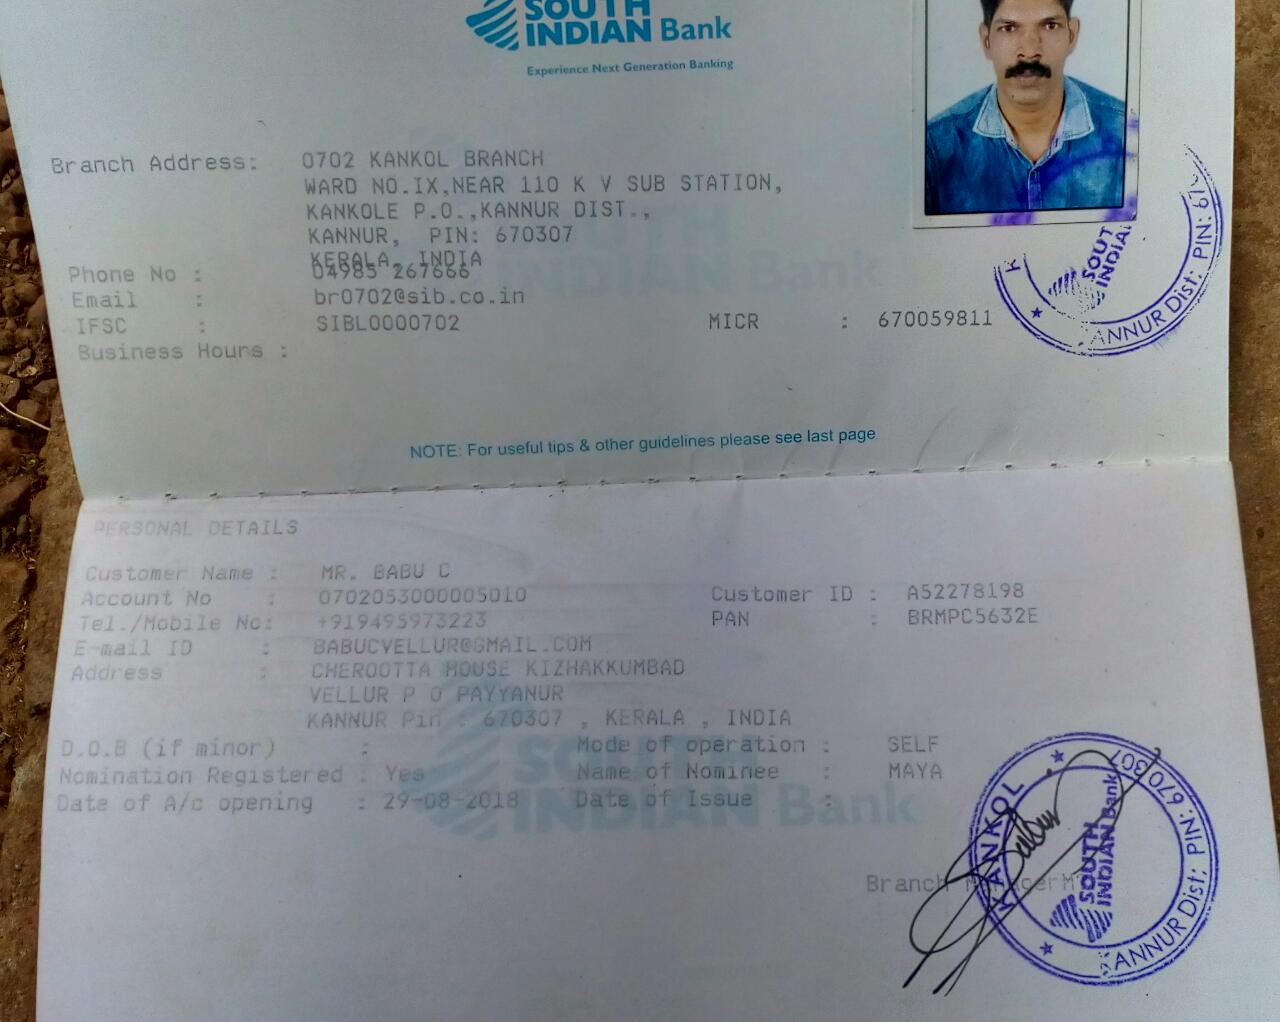 SOUTH
INDIAN Bank
Experience Next Generation Banking
Branch Address: 0702 KANKOL BRANCH
WARD NO.IX,NEAR 110 K V SUB STATION,
KANKOLE P.O.,KANNUR DIST.,
KANNUR, PIN: 670307
KERALA, INDIA
Phone No : 04985 267666
Email : br0702@sib.co.in
IFSC : SIBL0000702 MICR : 670059811
Business Hours :
SOUTH
INDIAN
KANNUR Dist: PIN: 67
NOTE: For useful tips & other guidelines please see last page
PERSONAL DETAILS
Customer Name : MR. BABU C
Account No : 0702053000005010 Customer ID : A52278198
Tel./Mobile No: +919495973223 PAN : BRMPC5632E
E-mail ID : BABUCVELLUR@GMAIL.COM
Address : CHEROOTTA HOUSE KIZHAKKUMBAD
VELLUR P O PAYYANUR
KANNUR Pin : 670307 , KERALA , INDIA
D.O.B (if minor) : Mode of operation : SELF
Nomination Registered : Yes Name of Nominee : MAYA
Date of A/c opening : 29-08-2018 Date of Issue :
Branch Manager
KANKOL
SOUTH
INDIAN Bank
KANNUR Dist: PIN: 670 307